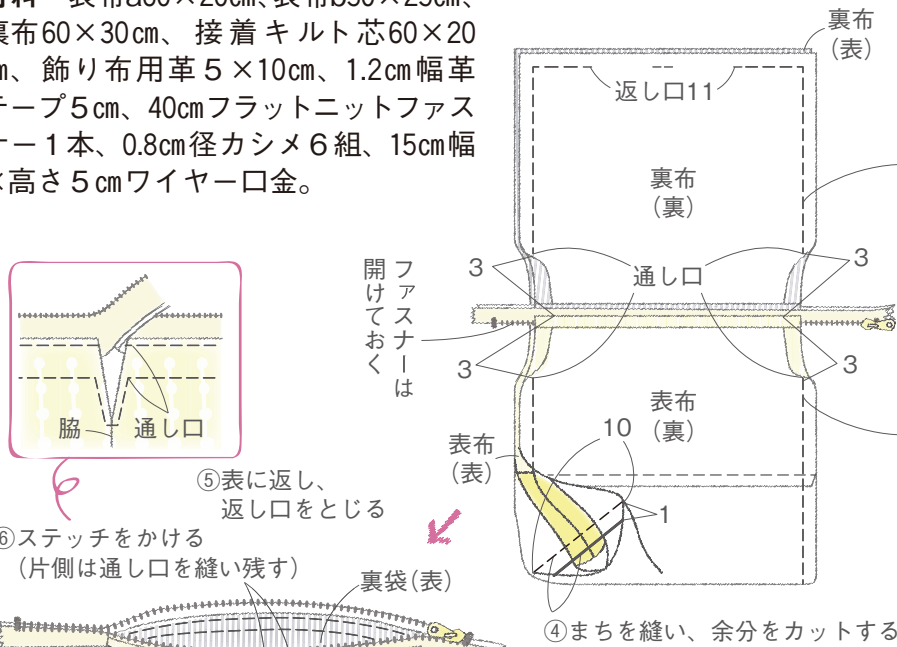 表布a60×20㎝、表布b30×25㎝、
裏布60×30㎝、接着キルト芯60×20
㎝、飾り布用革5×10㎝、1.2㎝幅革
テープ5㎝、40㎝フラットニットファス
ナー1本、0.8㎝径カシメ6組、15㎝幅
×高さ5㎝ワイヤー口金。
裏布
(表)
返し口11
裏布
(裏)
3
通し口
3
ファスナーは
開けておく
3
3
表布
(裏)
10
表布
(表)
1
脇
通し口
⑤表に返し、
返し口をとじる
⑥ステッチをかける
(片側は通し口を縫い残す)
裏袋(表)
④まちを縫い、余分をカットする